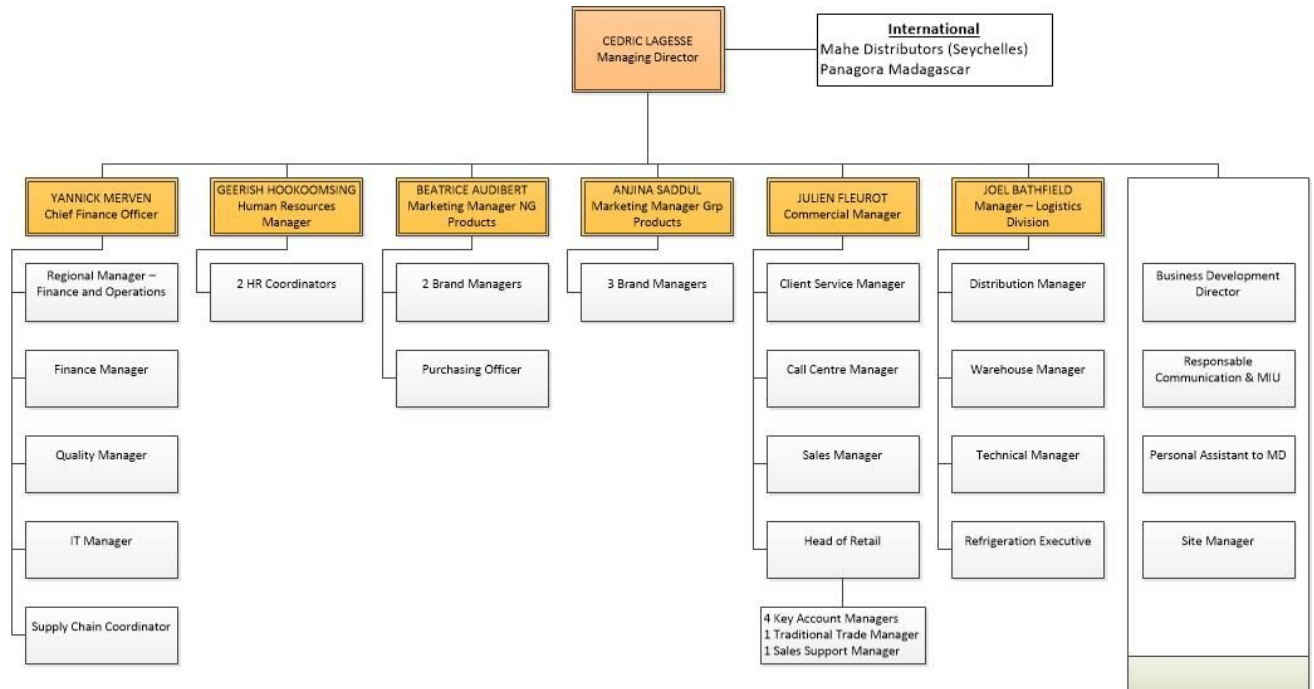 CEDRIC LAGESSE
Managing Director
International
Mahe Distributors (Seychelles)
Panagora Madagascar
YANNICK MERVEN
Chief Finance Officer
GEERISH HOOKOOMSING
Human Resources
Manager
BEATRICE AUDIBERT
Marketing Manager NG
Products
ANJINA SADDUL
Marketing Manager Grp
Products
JULIEN FLEUROT
Commercial Manager
JOEL BATHFIELD
Manager – Logistics
Division
Regional Manager –
Finance and Operations
Finance Manager
Quality Manager
IT Manager
Supply Chain Coordinator
2 HR Coordinators
2 Brand Managers
Purchasing Officer
3 Brand Managers
Client Service Manager
Call Centre Manager
Sales Manager
Head of Retail
4 Key Account Managers
1 Traditional Trade Manager
1 Sales Support Manager
Distribution Manager
Warehouse Manager
Technical Manager
Refrigeration Executive
Business Development
Director
Responsable
Communication & MIU
Personal Assistant to MD
Site Manager